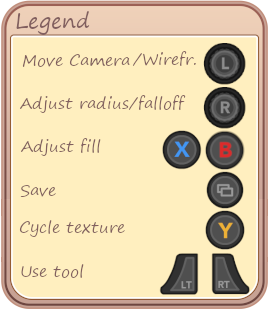 Legend
Move Camera/Wirefr. L
Adjust radius/falloff R
Adjust fill X B
Save
Cycle texture Y
Use tool LT RT